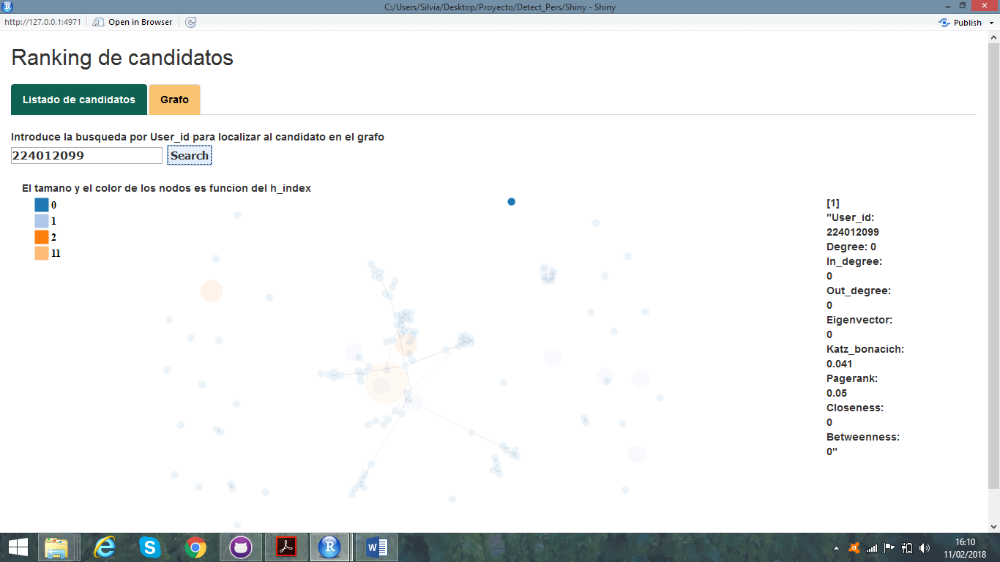 C:/Users/Silvia/Desktop/Proyecto/Detect_Pers/Shiny - Shiny
http://127.0.0.1:4971
Open in Browser
Publish
Ranking de candidatos
Listado de candidatos
Grafo
Introduce la busqueda por User_id para localizar al candidato en el grafo
224012099
Search
El tamano y el color de los nodos es funcion del h_index
0
1
2
11
[1]
"User_id:
224012099
Degree: 0
In_degree:
0
Out_degree:
0
Eigenvector:
0
Katz_bonacich:
0.041
Pagerank:
0.05
Closeness:
0
Betweenness:
0"
16:10
11/02/2018